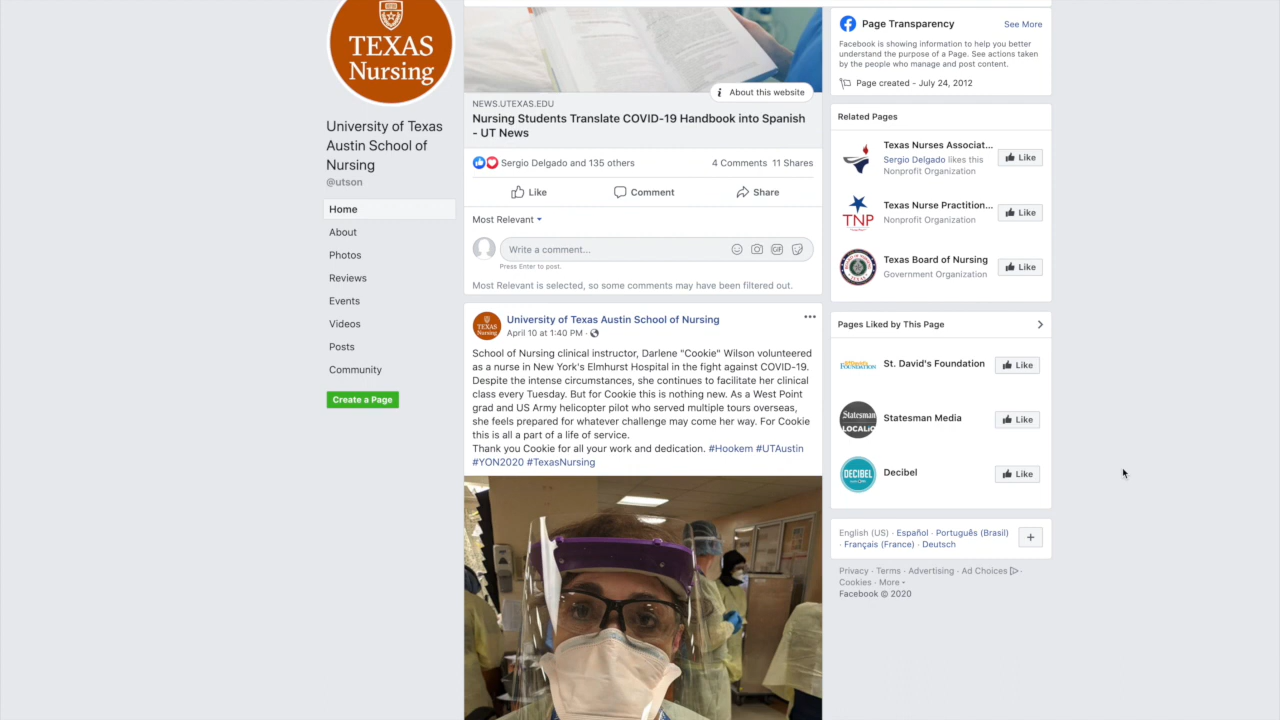 TEXAS
Nursing
University of Texas
Austin School of
Nursing
@utson
Home
About
Photos
Reviews
Events
Videos
Posts
Community
Create a Page
About this website
NEWS.UTEXAS.EDU
Nursing Students Translate COVID-19 Handbook into Spanish
- UT News
Sergio Delgado and 135 others
4 Comments 11 Shares
Like
Comment
Share
Most Relevant
Write a comment...
GIF
Press Enter to post.
Most Relevant is selected, so some comments may have been filtered out.
TEXAS
Nursing
University of Texas Austin School of Nursing
April 10 at 1:40 PM ·
School of Nursing clinical instructor, Darlene "Cookie" Wilson volunteered
as a nurse in New York's Elmhurst Hospital in the fight against COVID-19.
Despite the intense circumstances, she continues to facilitate her clinical
class every Tuesday. But for Cookie this is nothing new. As a West Point
grad and US Army helicopter pilot who served multiple tours overseas,
she feels prepared for whatever challenge may come her way. For Cookie
this is all a part of a life of service.
Thank you Cookie for all your work and dedication. #Hookem #UTAustin
#YON2020 #TexasNursing
Page Transparency
See More
Facebook is showing information to help you better
understand the purpose of a Page. See actions taken
by the people who manage and post content.
Page created - July 24, 2012
Related Pages
Texas Nurses Associat...
Sergio Delgado likes this
Nonprofit Organization
Like
TNP
Texas Nurse Practition...
Nonprofit Organization
Like
Texas Board of Nursing
Government Organization
Like
Pages Liked by This Page
St. David's Foundation
Like
Statesman
LOCALiQ
Statesman Media
Like
DECIBEL
Decibel
Like
English (US) · Español · Português (Brasil)
· Français (France) · Deutsch
Privacy · Terms · Advertising · Ad Choices ·
Cookies · More
Facebook © 2020